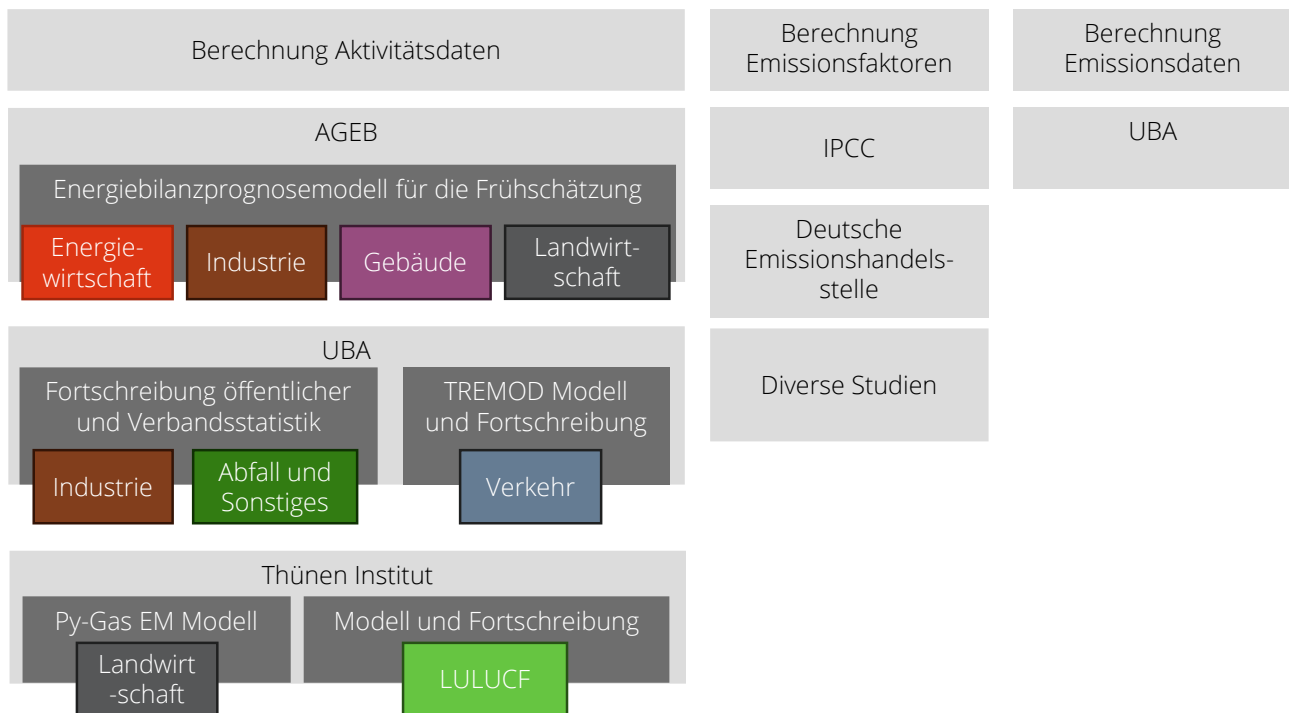 Berechnung Aktivitätsdaten
Berechnung
Emissionsfaktoren
Berechnung
Emissionsdaten
AGEB
Energiebilanzprognosemodell für die Frühschätzung
Energie-
wirtschaft
Industrie
Gebäude
Landwirt-
schaft
UBA
Fortschreibung öffentlicher
und Verbandsstatistik
Industrie
Abfall und
Sonstiges
TREMOD Modell
und Fortschreibung
Verkehr
Thünen Institut
Py-Gas EM Modell
Landwirt
-schaft
Modell und Fortschreibung
LULUCF
IPCC
Deutsche
Emissionshandels-
stelle
Diverse Studien
UBA